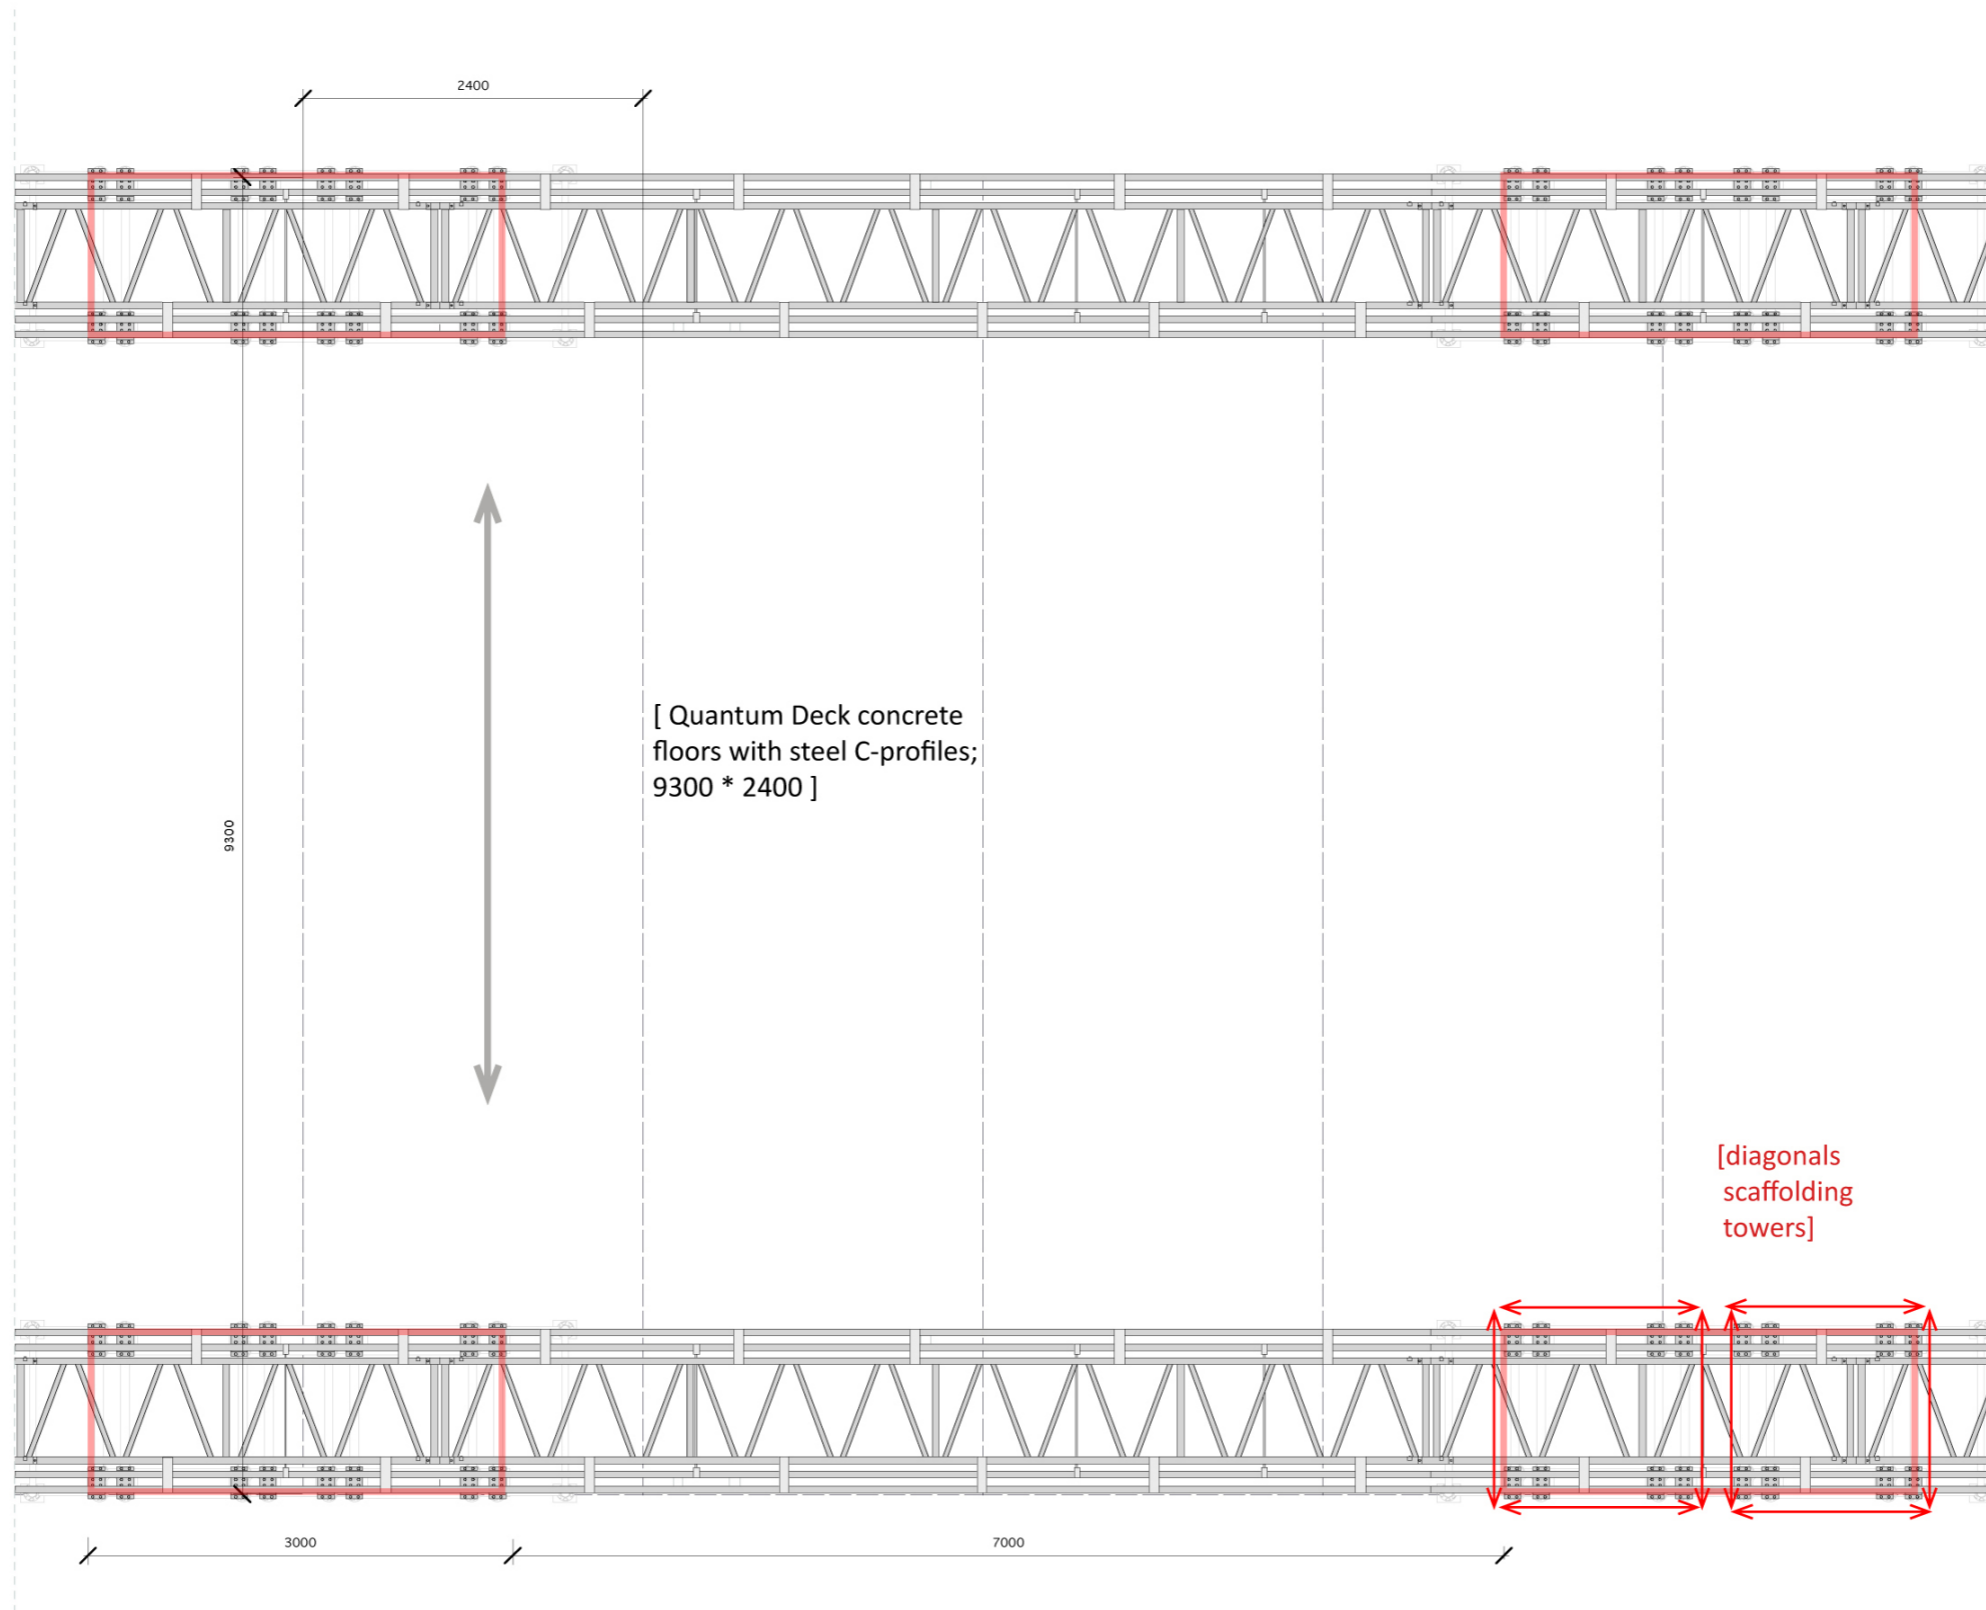 2400
[ Quantum Deck concrete
floors with steel C-profiles;
9300 * 2400 ]
9300
[diagonals
scaffolding
towers]
3000
7000